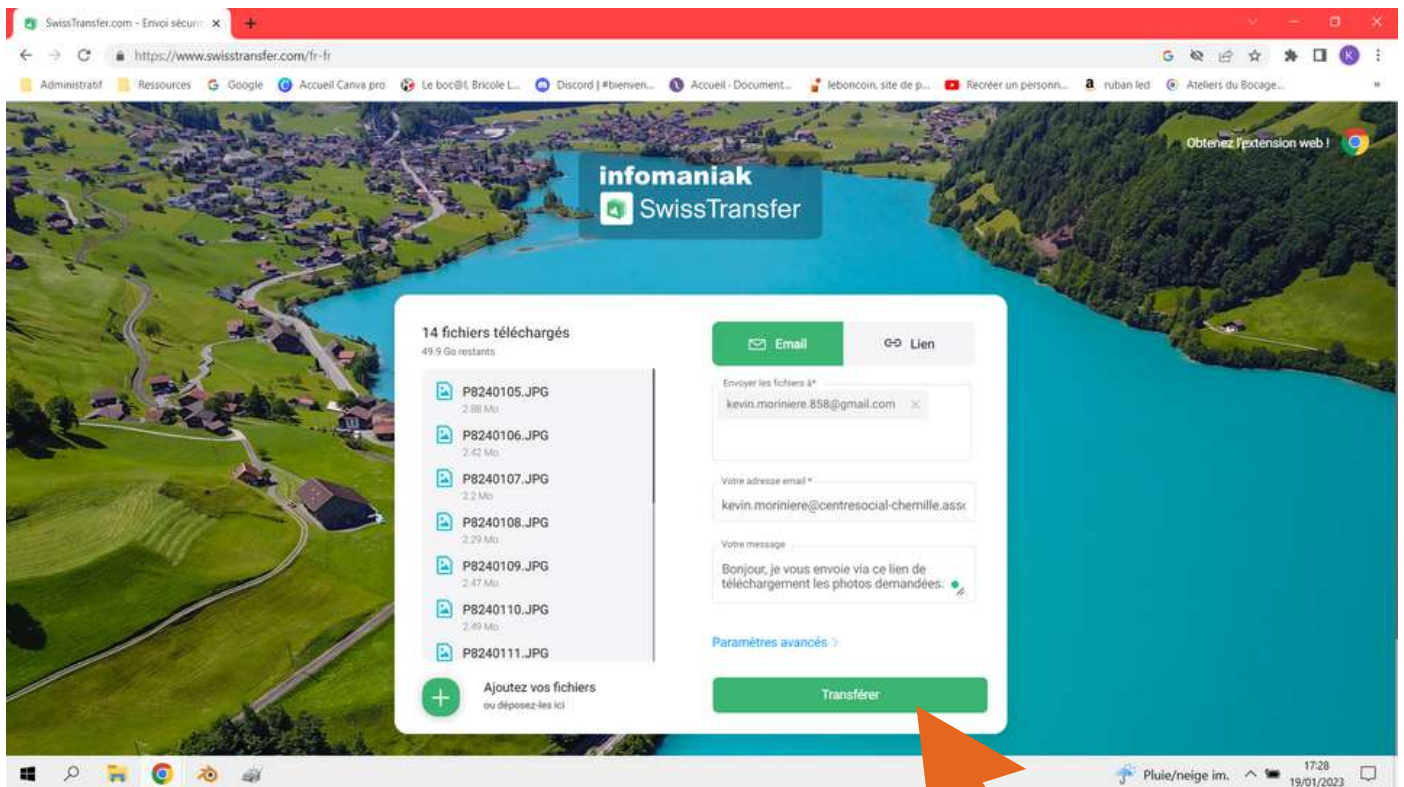 SwissTransfer.com - Envoi sécuri
https://www.swisstransfer.com/fr-fr
K
Administratif
Ressources
Google
Accueil Canva pro
Le boc@L Bricole L...
Discord | #bienven...
Accueil - Document...
leboncoin, site de p...
Recréer un personn...
ruban led
Ateliers du Bocage...
Obtenez l'extension web !
infomaniak
SwissTransfer
14 fichiers téléchargés
49.9 Go restants
P8240105.JPG
2.88 Mo
P8240106.JPG
2.42 Mo
P8240107.JPG
2.2 Mo
P8240108.JPG
2.29 Mo
P8240109.JPG
2.47 Mo
P8240110.JPG
2.49 Mo
P8240111.JPG
Ajoutez vos fichiers
ou déposez-les ici
Email
Lien
Envoyer les fichiers à*
kevin.moriniere.858@gmail.com
Votre adresse email *
kevin.moriniere@centresocial-chemille.asso
Votre message
Bonjour, je vous envoie via ce lien de
téléchargement les photos demandées.
Paramètres avancés >
Transférer
Pluie/neige im.
17:28
19/01/2023